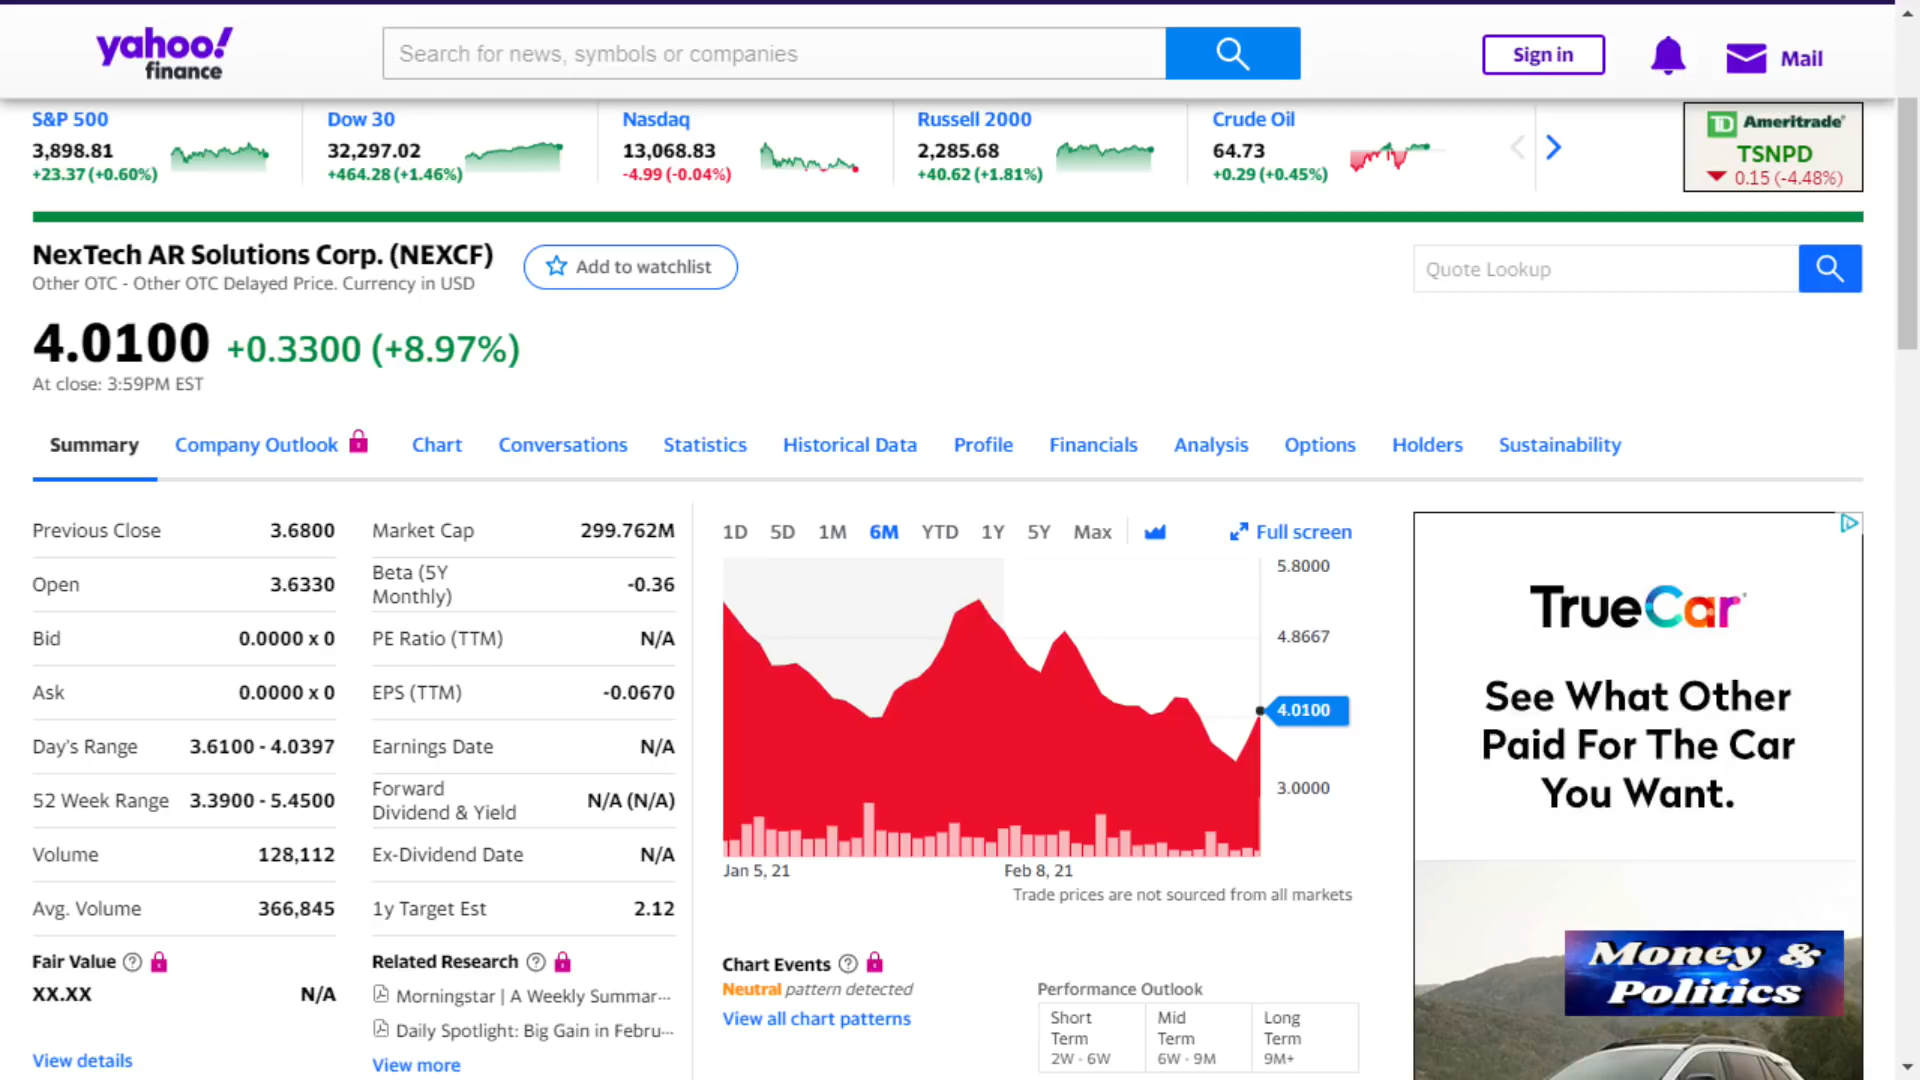 yahoo!
finance
Search for news, symbols or companies
Sign in
Mail
S&P 500
3,898.81
+23.37 (+0.60%)
Dow 30
32,297.02
+464.28 (+1.46%)
Nasdaq
13,068.83
-4.99 (-0.04%)
Russell 2000
2,285.68
+40.62 (+1.81%)
Crude Oil
64.73
+0.29 (+0.45%)
TD Ameritrade
TSNPD
0.15 (-4.48%)
NexTech AR Solutions Corp. (NEXCF)
Other OTC - Other OTC Delayed Price. Currency in USD
Add to watchlist
Quote Lookup
4.0100 +0.3300 (+8.97%)
At close: 3:59PM EST
Summary Company Outlook Chart Conversations Statistics Historical Data Profile Financials Analysis Options Holders Sustainability
Previous Close 3.6800
Open 3.6330
Bid 0.0000 x 0
Ask 0.0000 x 0
Day's Range 3.6100 - 4.0397
52 Week Range 3.3900 - 5.4500
Volume 128,112
Avg. Volume 366,845
Fair Value
XX.XX N/A
View details
Market Cap 299.762M
Beta (5Y
Monthly) -0.36
PE Ratio (TTM) N/A
EPS (TTM) -0.0670
Earnings Date N/A
Forward
Dividend & Yield N/A (N/A)
Ex-Dividend Date N/A
1y Target Est 2.12
Related Research
Morningstar | A Weekly Summar...
Daily Spotlight: Big Gain in Febru...
View more
1D 5D 1M 6M YTD 1Y 5Y Max Full screen
5.8000
4.8667
4.0100
3.0000
Jan 5, 21 Feb 8, 21
Trade prices are not sourced from all markets
Chart Events
Neutral pattern detected
View all chart patterns
Performance Outlook
Short
Term
2W - 6W
Mid
Term
6W - 9M
Long
Term
9M+
TrueCar
See What Other
Paid For The Car
You Want.
Money &
Politics